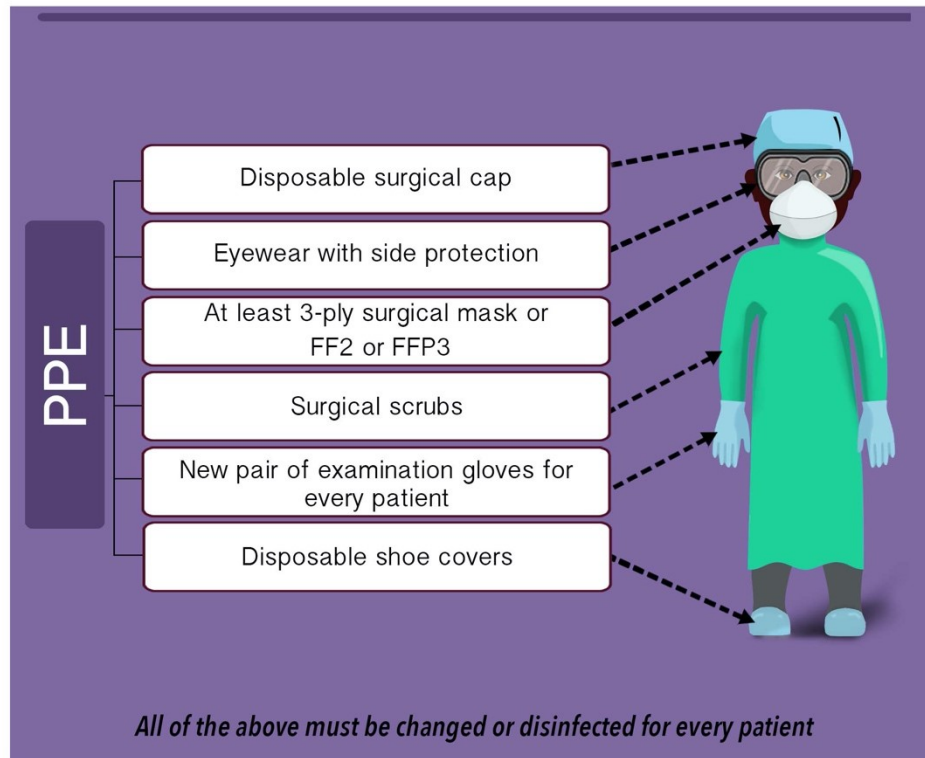 PPE
Disposable surgical cap
Eyewear with side protection
At least 3-ply surgical mask or
FF2 or FFP3
Surgical scrubs
New pair of examination gloves for
every patient
Disposable shoe covers
All of the above must be changed or disinfected for every patient